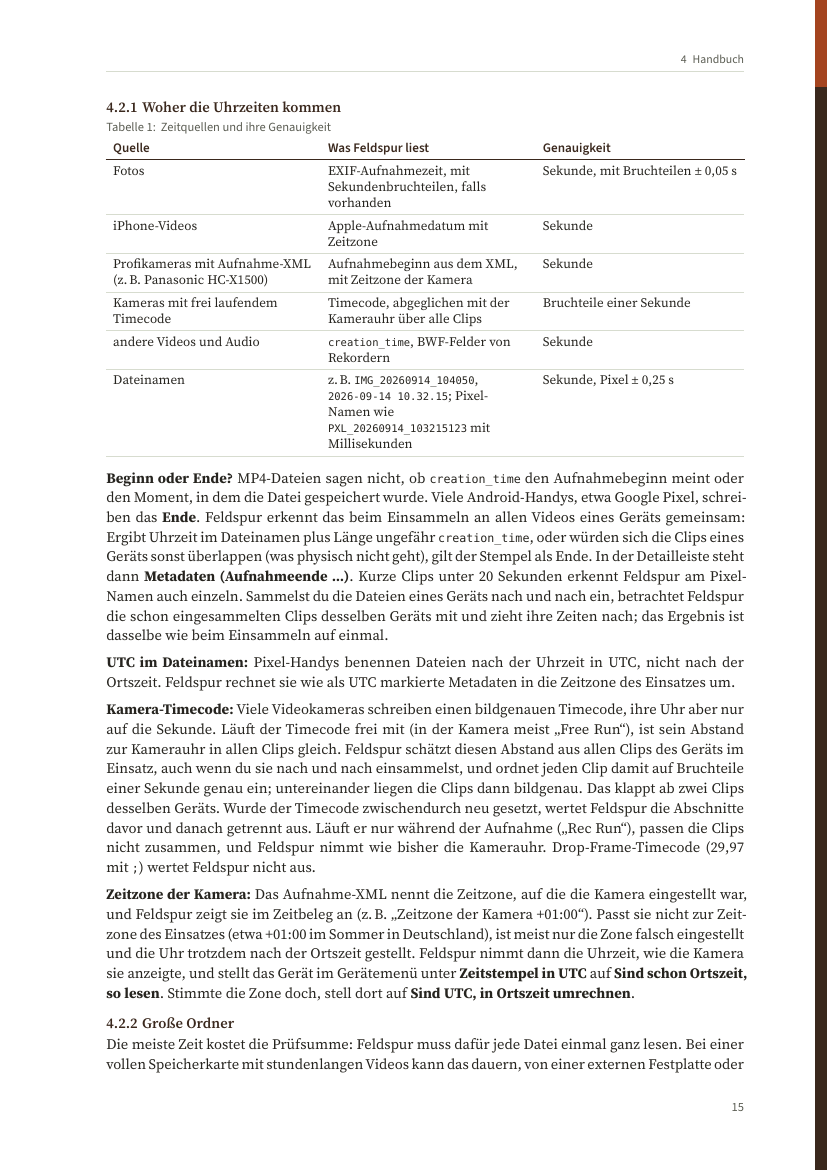 4 Handbuch
4.2.1 Woher die Uhrzeiten kommen
Tabelle 1: Zeitquellen und ihre Genauigkeit
Quelle Was Feldspur liest Genauigkeit
Fotos EXIF-Aufnahmezeit, mit Sekunde, mit Bruchteilen ± 0,05 s
Sekundenbruchteilen, falls
vorhanden
iPhone-Videos Apple-Aufnahmedatum mit Sekunde
Zeitzone
Profikameras mit Aufnahme-XML Aufnahmebeginn aus dem XML, Sekunde
(z. B. Panasonic HC-X1500) mit Zeitzone der Kamera
Kameras mit frei laufendem Timecode, abgeglichen mit der Bruchteile einer Sekunde
Timecode Kamerauhr über alle Clips
andere Videos und Audio creation_time, BWF-Felder von Sekunde
Rekordern
Dateinamen z. B. IMG_20260914_104050, Sekunde, Pixel ± 0,25 s
2026-09-14 10.32.15; Pixel-
Namen wie
PXL_20260914_103215123 mit
Millisekunden
Beginn oder Ende? MP4-Dateien sagen nicht, ob creation_time den Aufnahmebeginn meint oder
den Moment, in dem die Datei gespeichert wurde. Viele Android-Handys, etwa Google Pixel, schrei-
ben das Ende. Feldspur erkennt das beim Einsammeln an allen Videos eines Geräts gemeinsam:
Ergibt Uhrzeit im Dateinamen plus Länge ungefähr creation_time, oder würden sich die Clips eines
Geräts sonst überlappen (was physisch nicht geht), gilt der Stempel als Ende. In der Detailleiste steht
dann Metadaten (Aufnahmeende …). Kurze Clips unter 20 Sekunden erkennt Feldspur am Pixel-
Namen auch einzeln. Sammelst du die Dateien eines Geräts nach und nach ein, betrachtet Feldspur
die schon eingesammelten Clips desselben Geräts mit und zieht ihre Zeiten nach; das Ergebnis ist
dasselbe wie beim Einsammeln auf einmal.
UTC im Dateinamen: Pixel-Handys benennen Dateien nach der Uhrzeit in UTC, nicht nach der
Ortszeit. Feldspur rechnet sie wie als UTC markierte Metadaten in die Zeitzone des Einsatzes um.
Kamera-Timecode: Viele Videokameras schreiben einen bildgenauen Timecode, ihre Uhr aber nur
auf die Sekunde. Läuft der Timecode frei mit (in der Kamera meist „Free Run“), ist sein Abstand
zur Kamerauhr in allen Clips gleich. Feldspur schätzt diesen Abstand aus allen Clips des Geräts im
Einsatz, auch wenn du sie nach und nach einsammelst, und ordnet jeden Clip damit auf Bruchteile
einer Sekunde genau ein; untereinander liegen die Clips dann bildgenau. Das klappt ab zwei Clips
desselben Geräts. Wurde der Timecode zwischendurch neu gesetzt, wertet Feldspur die Abschnitte
davor und danach getrennt aus. Läuft er nur während der Aufnahme („Rec Run“), passen die Clips
nicht zusammen, und Feldspur nimmt wie bisher die Kamerauhr. Drop-Frame-Timecode (29,97
mit ;) wertet Feldspur nicht aus.
Zeitzone der Kamera: Das Aufnahme-XML nennt die Zeitzone, auf die die Kamera eingestellt war,
und Feldspur zeigt sie im Zeitbeleg an (z. B. „Zeitzone der Kamera +01:00“). Passt sie nicht zur Zeit-
zone des Einsatzes (etwa +01:00 im Sommer in Deutschland), ist meist nur die Zone falsch eingestellt
und die Uhr trotzdem nach der Ortszeit gestellt. Feldspur nimmt dann die Uhrzeit, wie die Kamera
sie anzeigte, und stellt das Gerät im Gerätemenü unter Zeitstempel in UTC auf Sind schon Ortszeit,
so lesen. Stimmte die Zone doch, stell dort auf Sind UTC, in Ortszeit umrechnen.
4.2.2 Große Ordner
Die meiste Zeit kostet die Prüfsumme: Feldspur muss dafür jede Datei einmal ganz lesen. Bei einer
vollen Speicherkarte mit stundenlangen Videos kann das dauern, von einer externen Festplatte oder
15